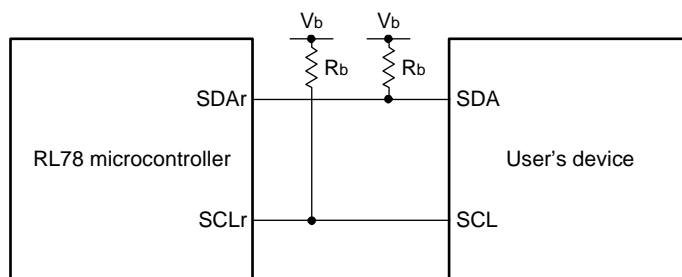 Vb Vb
Rb Rb
SDAr SDA
RL78 microcontroller User's device
SCLr SCL